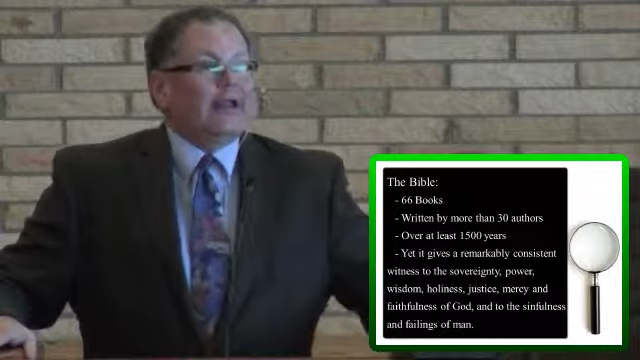 The Bible:
- 66 Books
- Written by more than 30 authors
- Over at least 1500 years
- Yet it gives a remarkably consistent
witness to the sovereignty, power,
wisdom, holiness, justice, mercy and
faithfulness of God, and to the sinfulness
and failings of man.